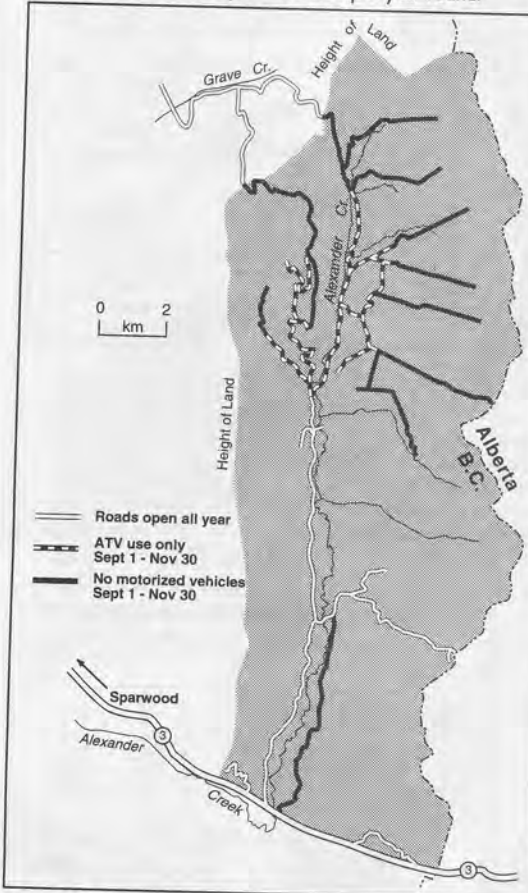 Height of Land
Grave Cr.
Alexander Cr.
0 2
km
Height of Land
Alberta
B.C.
Roads open all year
ATV use only
Sept 1 - Nov 30
No motorized vehicles
Sept 1 - Nov 30
Sparwood
3
Alexander
Creek
3